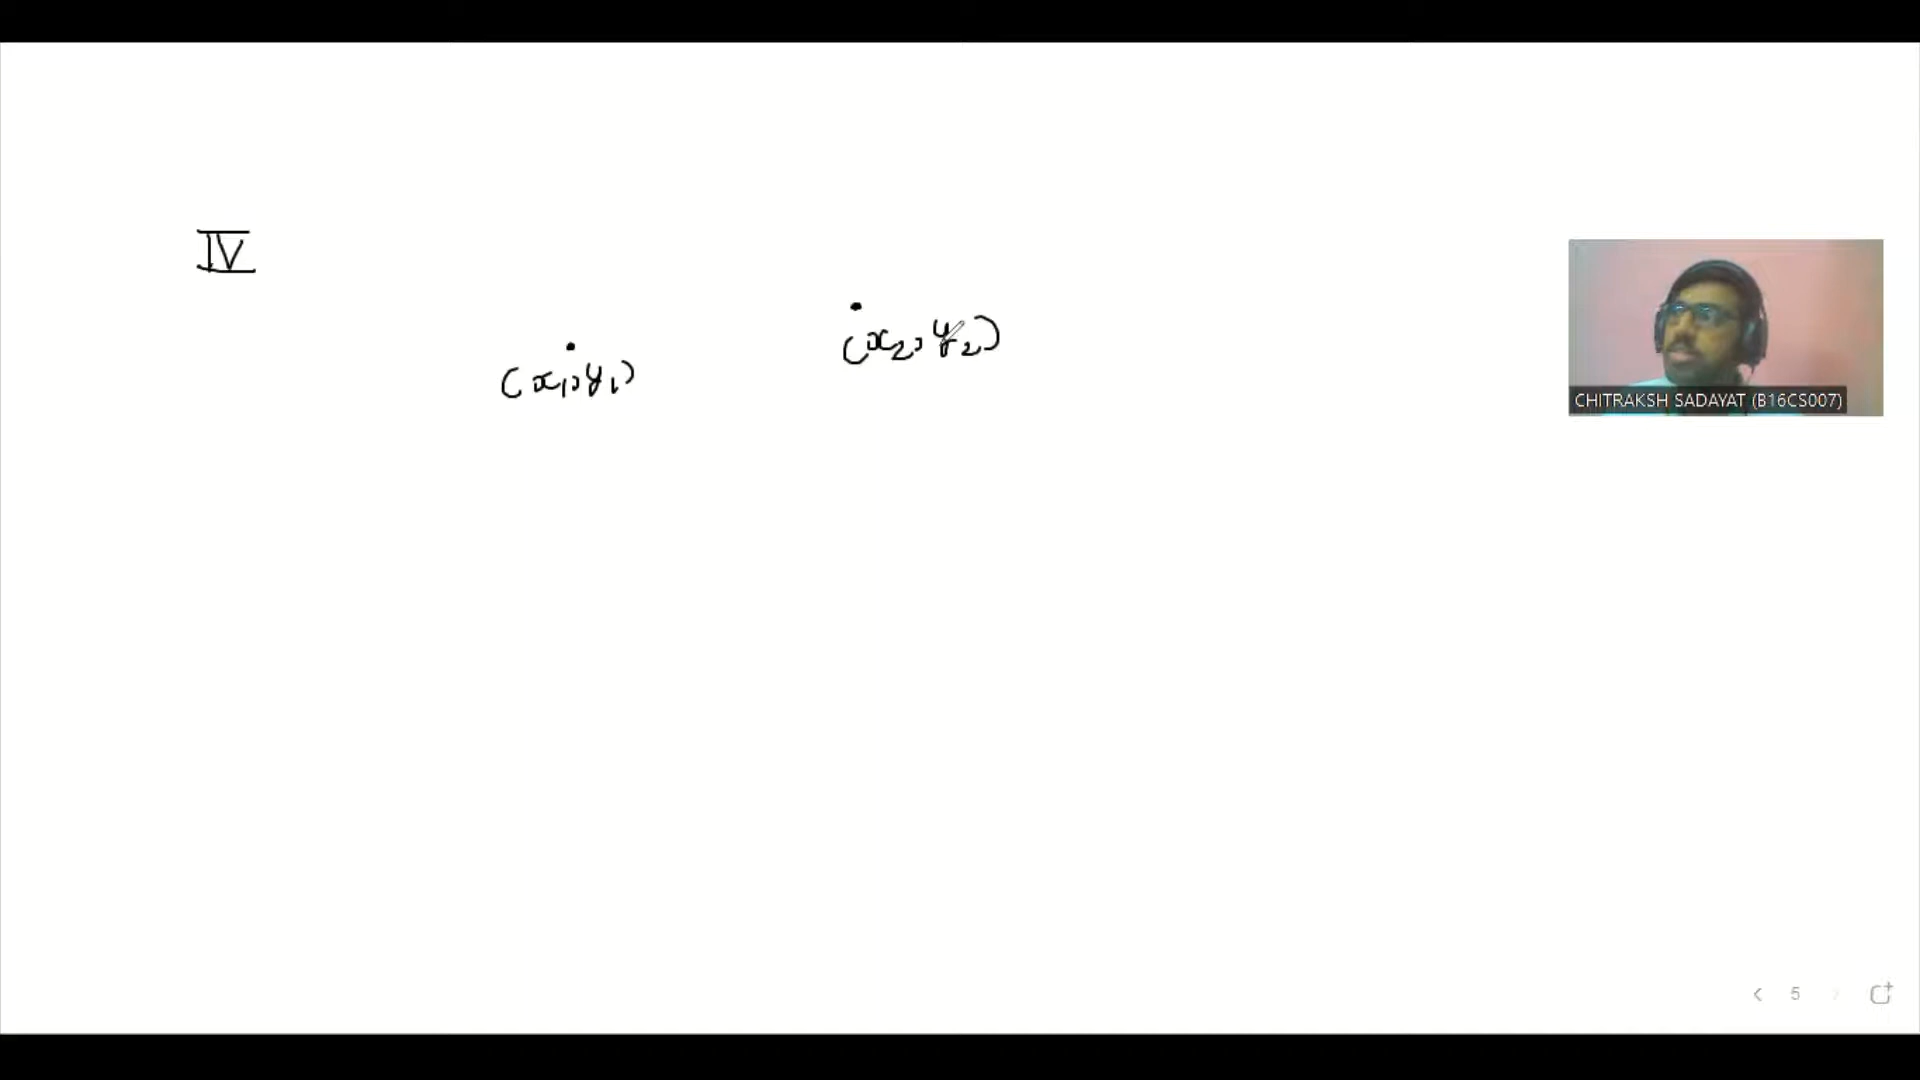 IV
(x₂, y₂)
(x₁, y₁)
CHITRAKSH SADAYAT (B16CS007)
< 5 >